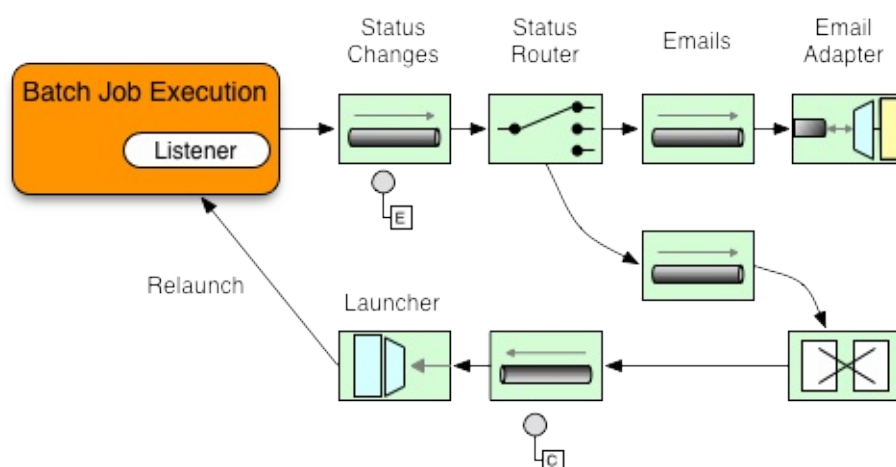 Status
Changes
Status
Router
Emails
Email
Adapter
Batch Job Execution
Listener
E
Relaunch
Launcher
C